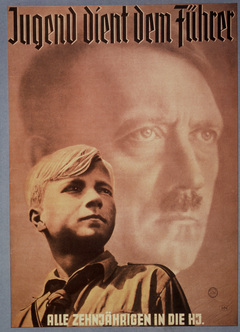 Jugend dient dem Führer
ALLE ZEHNJÄHRIGEN IN DIE HJ.